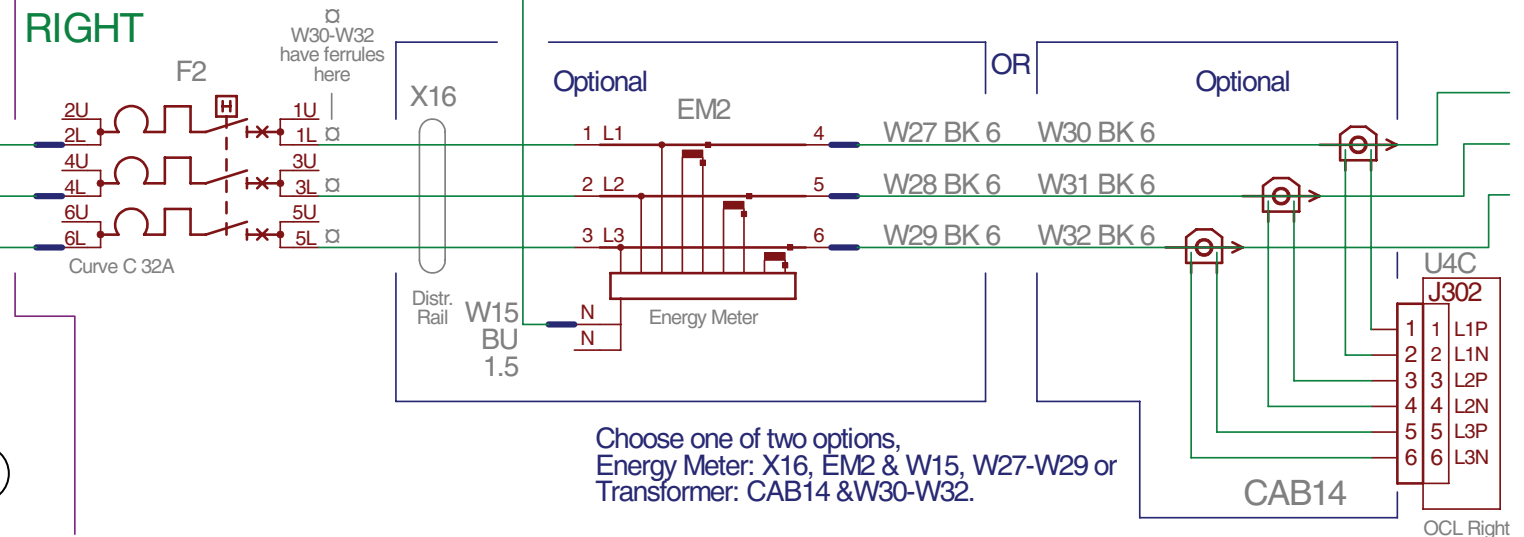 RIGHT
¤
W30-W32
have ferrules
here
F2
H
2U
2L
4U
4L
6U
6L
1U
1L ¤
3U
3L ¤
5U
5L ¤
Curve C 32A
X16
Distr.
Rail
Optional
EM2
1 L1
2 L2
3 L3
4
5
6
W15
BU
1.5
N
N
Energy Meter
W27 BK 6
W28 BK 6
W29 BK 6
OR
Optional
W30 BK 6
W31 BK 6
W32 BK 6
U4C
J302
1 1 L1P
2 2 L1N
3 3 L2P
4 4 L2N
5 5 L3P
6 6 L3N
CAB14
OCL Right
Choose one of two options,
Energy Meter: X16, EM2 & W15, W27-W29 or
Transformer: CAB14 &W30-W32.